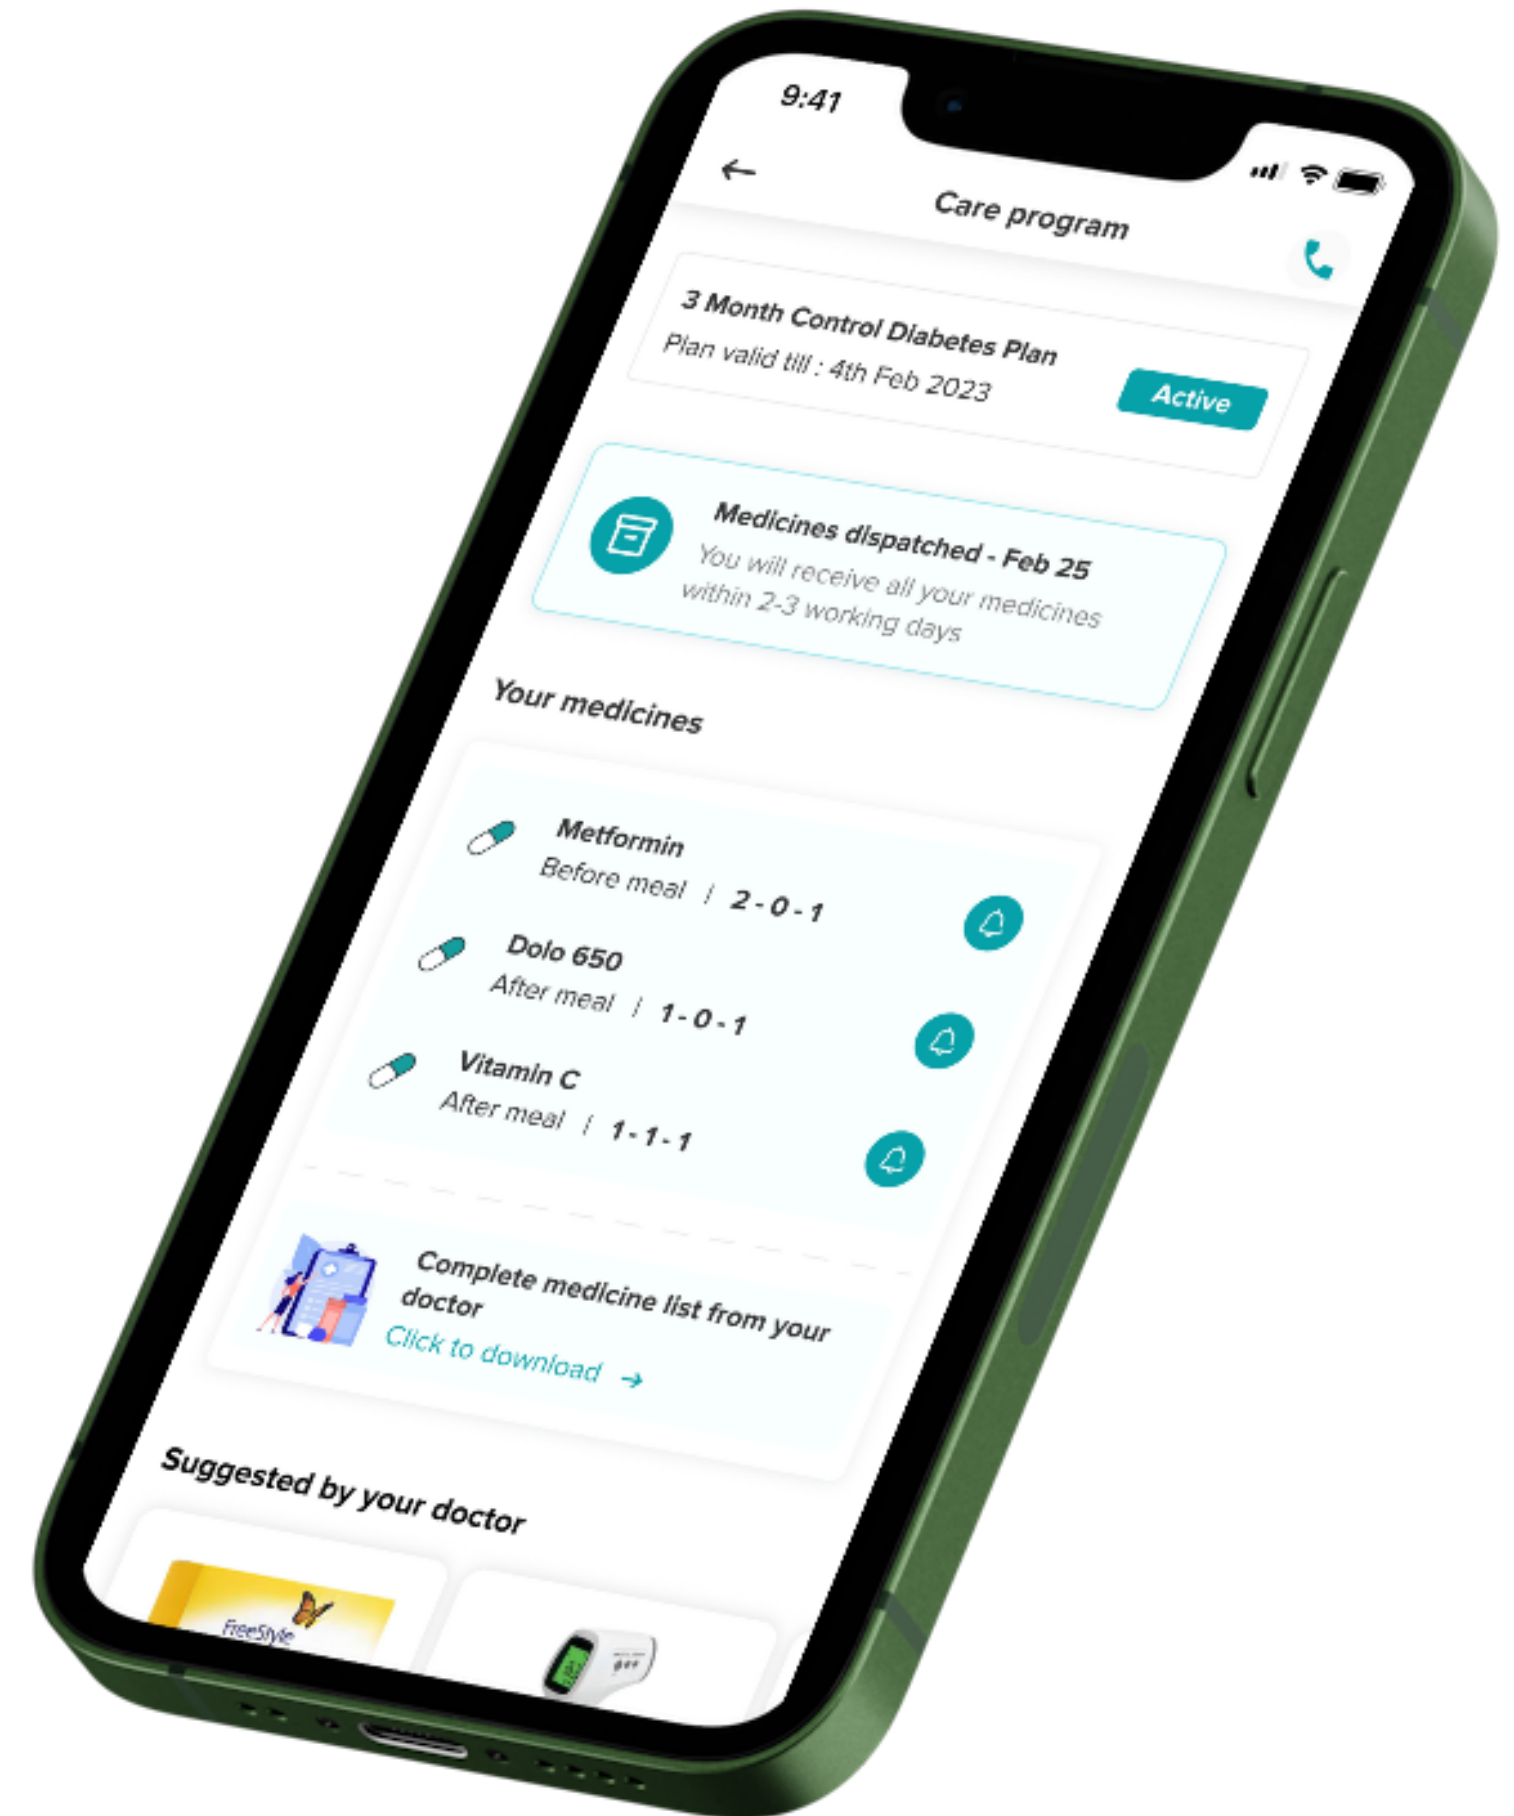 9:41
Care program
3 Month Control Diabetes Plan
Plan valid till : 4th Feb 2023
Active
Medicines dispatched - Feb 25
You will receive all your medicines
within 2-3 working days
Your medicines
Metformin
Before meal | 2 - 0 - 1
Dolo 650
After meal | 1 - 0 - 1
Vitamin C
After meal | 1 - 1 - 1
Complete medicine list from your
doctor
Click to download →
Suggested by your doctor
FreeStyle